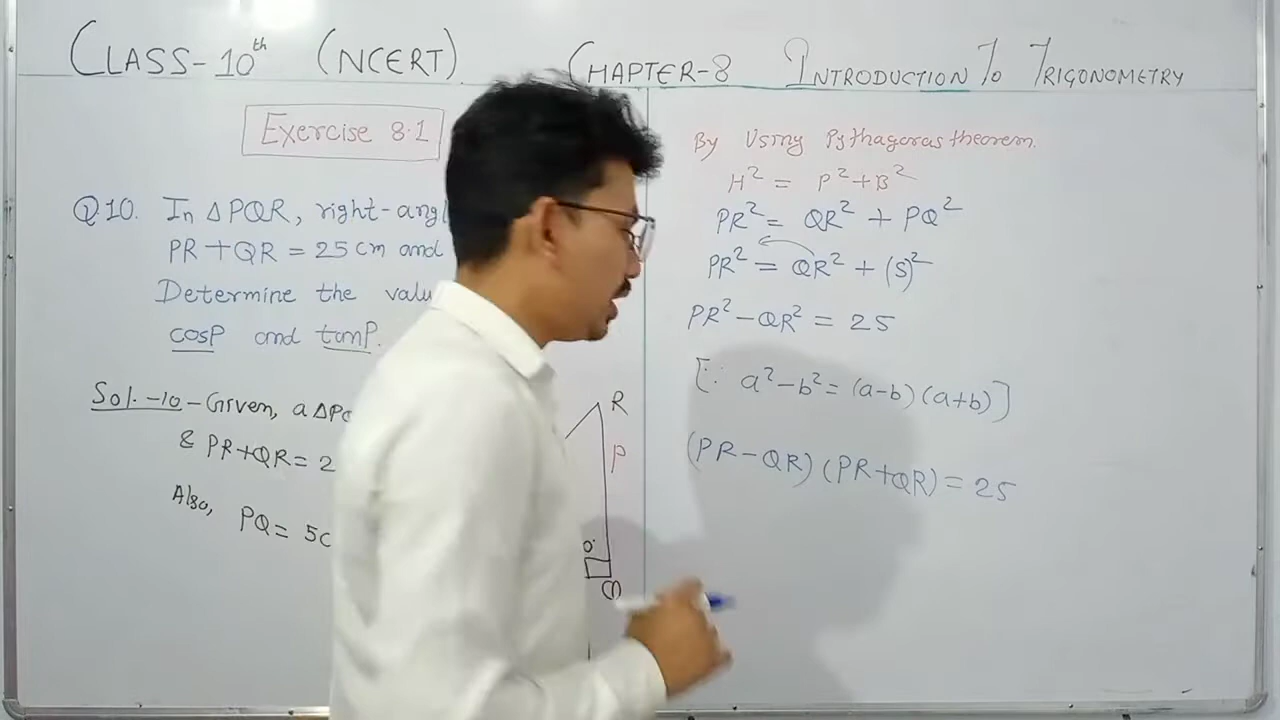 CLASS-10th (NCERT). CHAPTER-8 INTRODUCTION TO TRIGONOMETRY
Exercise 8.1
Q10. In △PQR, right-angl
PR + QR = 25 cm and
Determine the valu
cosP and tanP.
Sol.-10 - Given, a △PQ
& PR+QR = 2
Also, PQ = 5c
R
P
Q
By Using Pythagoras theorem.
H² = P² + B²
PR² = QR² + PQ²
PR² = QR² + (5)²
PR² - QR² = 25
[∵ a² - b² = (a-b) (a+b)]
(PR - QR) (PR + QR) = 25